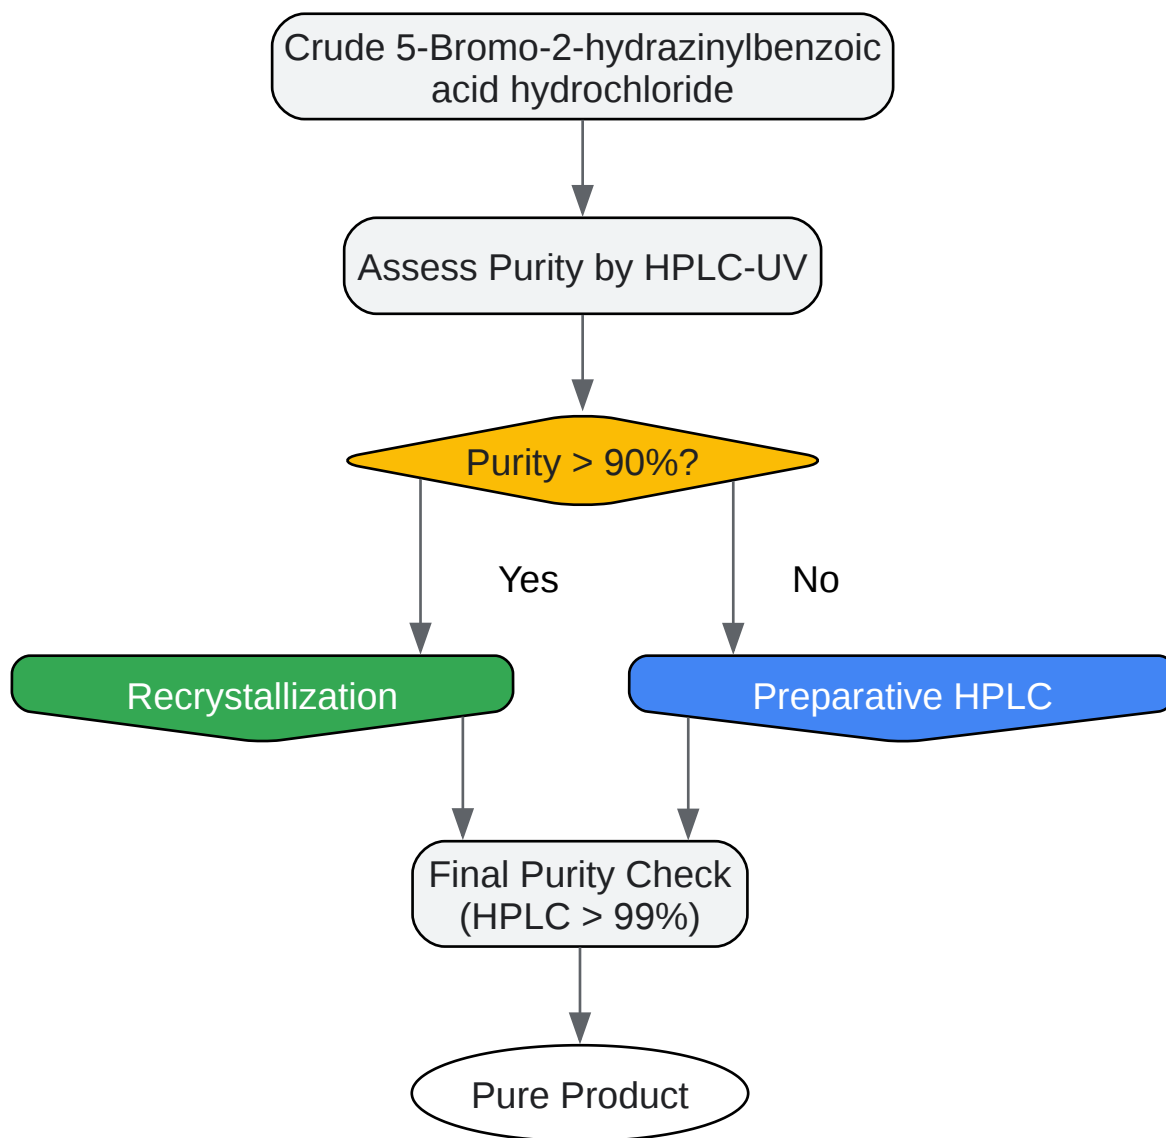 Crude 5-Bromo-2-hydrazinylbenzoic
acid hydrochloride
Assess Purity by HPLC-UV
Purity > 90%?
Yes
No
Recrystallization
Preparative HPLC
Final Purity Check
(HPLC > 99%)
Pure Product